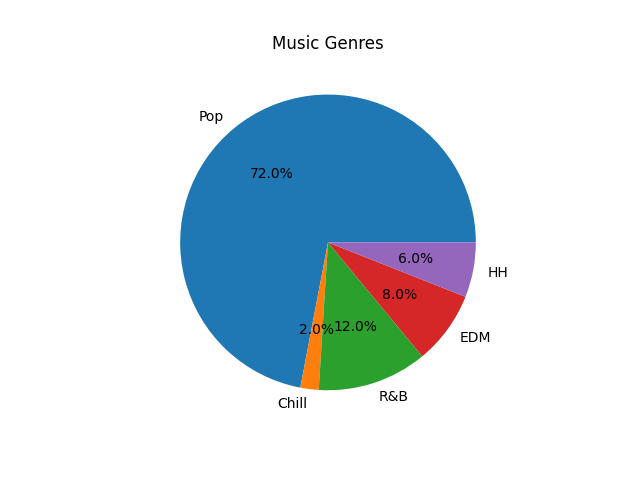 Music Genres
Pop
72.0%
6.0%
HH
8.0%
2.0%
12.0%
EDM
R&B
Chill